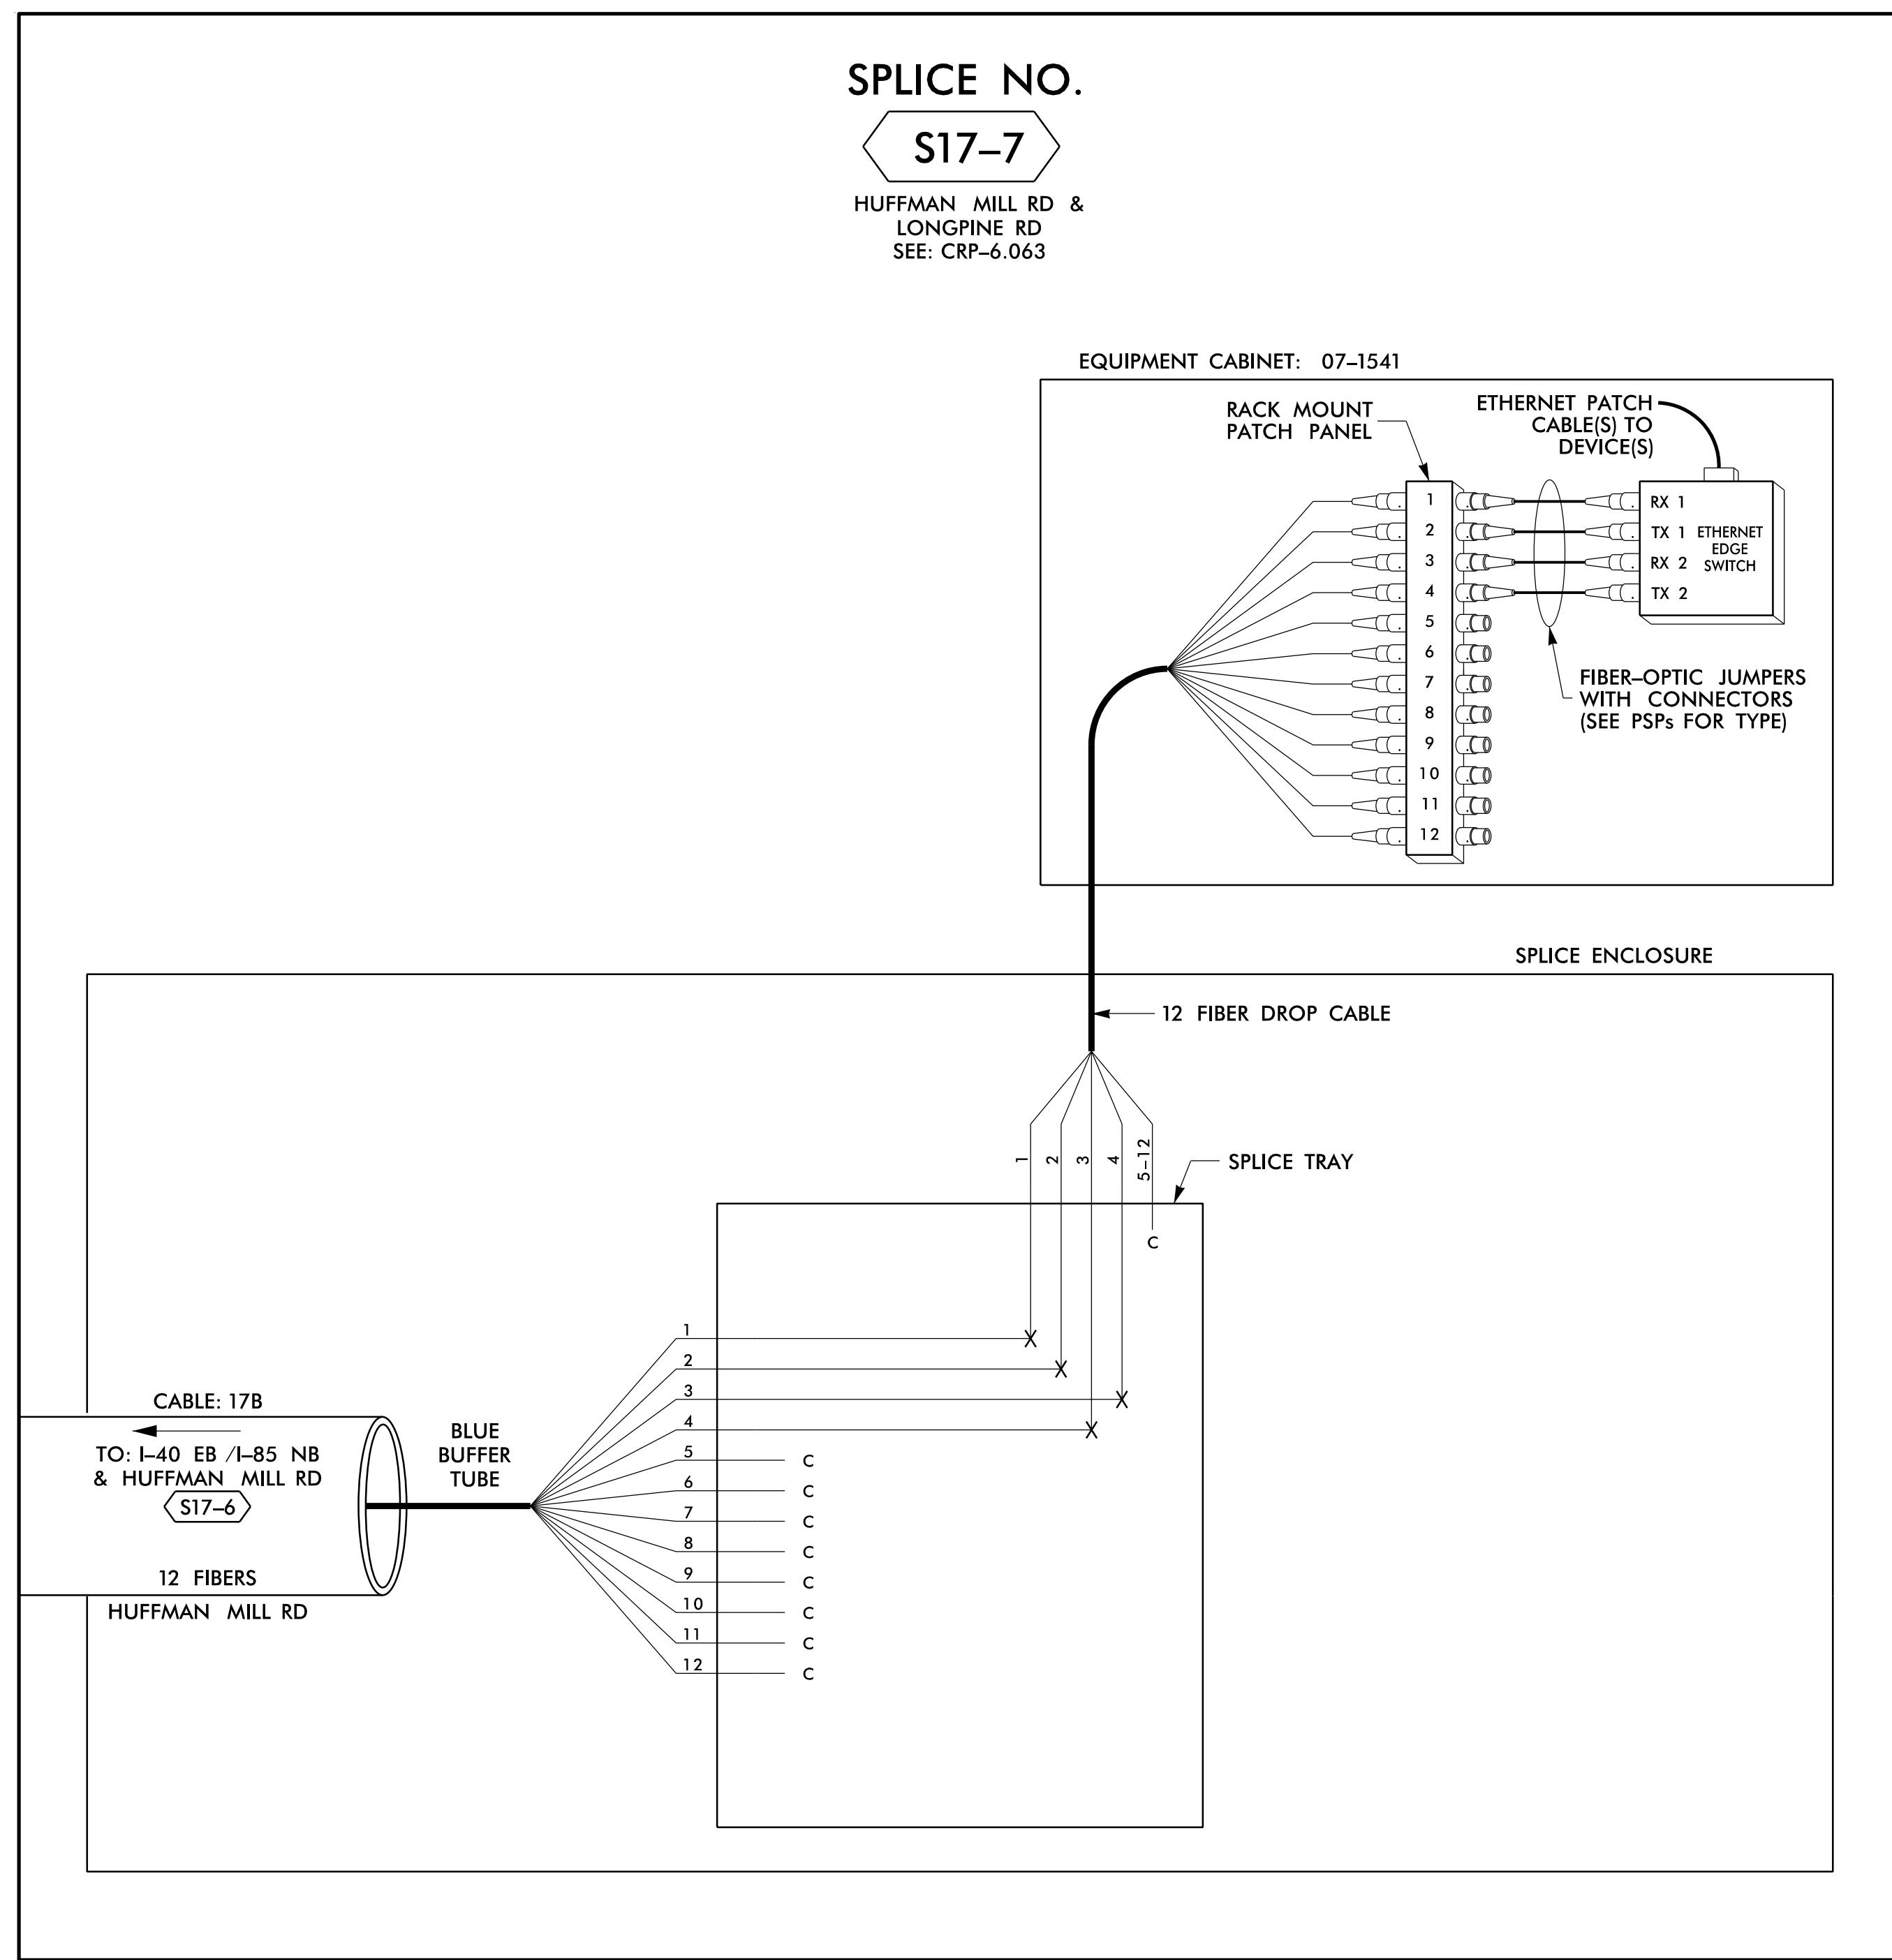 SPLICE NO.
S17–7
HUFFMAN MILL RD &
LONGPINE RD
SEE: CRP–6.063
EQUIPMENT CABINET: 07–1541
RACK MOUNT
PATCH PANEL
ETHERNET PATCH
CABLE(S) TO
DEVICE(S)
1
2
3
4
5
6
7
8
9
10
11
12
RX 1
TX 1
RX 2
TX 2
ETHERNET
EDGE
SWITCH
FIBER–OPTIC JUMPERS
WITH CONNECTORS
(SEE PSPs FOR TYPE)
SPLICE ENCLOSURE
12 FIBER DROP CABLE
1
2
3
4
5–12
SPLICE TRAY
C
CABLE: 17B
TO: I–40 EB /I–85 NB
& HUFFMAN MILL RD
S17–6
12 FIBERS
HUFFMAN MILL RD
BLUE
BUFFER
TUBE
1
2
3
4
5 C
6 C
7 C
8 C
9 C
10 C
11 C
12 C